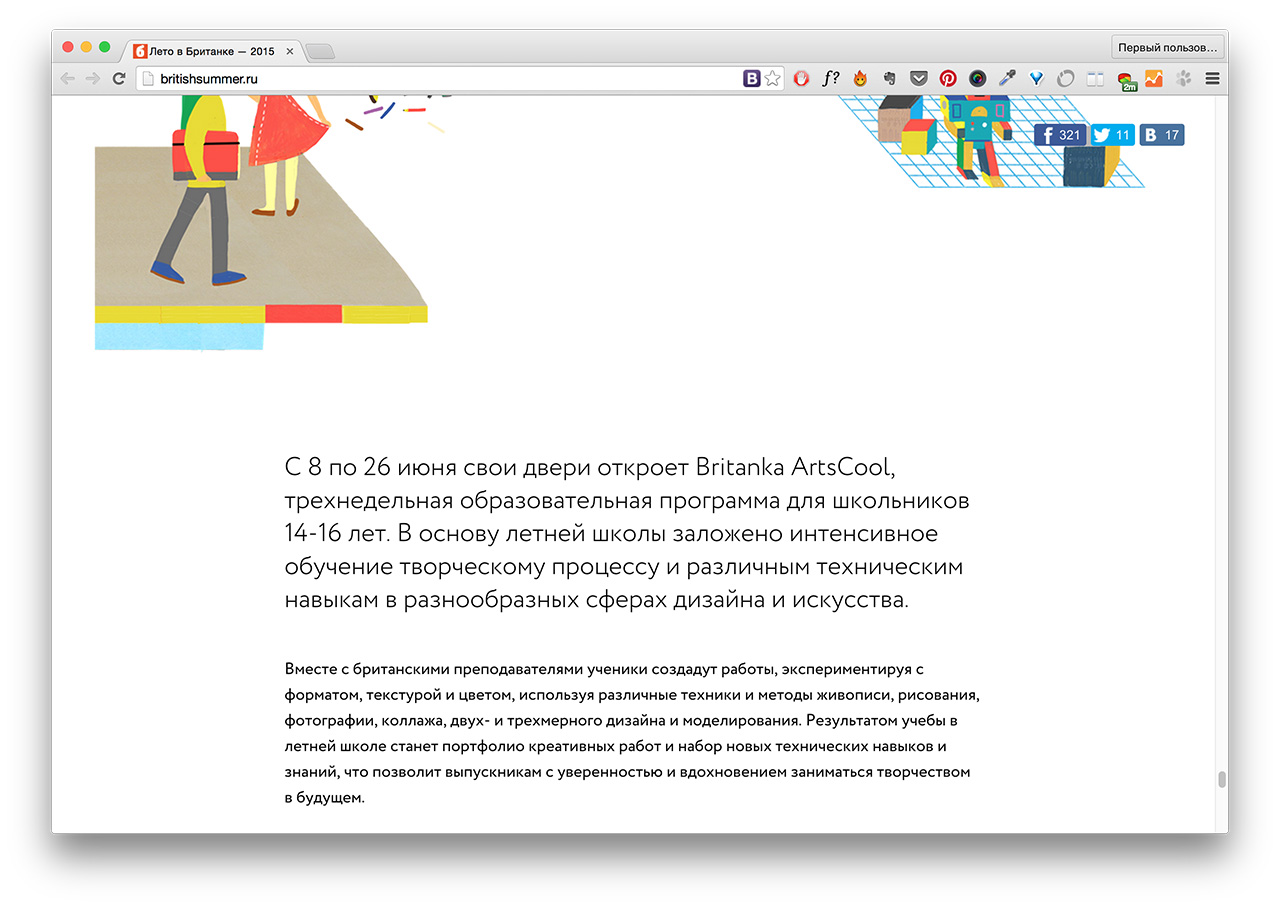 Лето в Британке — 2015
Первый пользов...
britishsummer.ru
B
f?
2m
321
11
B 17
С 8 по 26 июня свои двери откроет Britanka ArtsCool,
трехнедельная образовательная программа для школьников
14-16 лет. В основу летней школы заложено интенсивное
обучение творческому процессу и различным техническим
навыкам в разнообразных сферах дизайна и искусства.
Вместе с британскими преподавателями ученики создадут работы, экспериментируя с
форматом, текстурой и цветом, используя различные техники и методы живописи, рисования,
фотографии, коллажа, двух- и трехмерного дизайна и моделирования. Результатом учебы в
летней школе станет портфолио креативных работ и набор новых технических навыков и
знаний, что позволит выпускникам с уверенностью и вдохновением заниматься творчеством
в будущем.